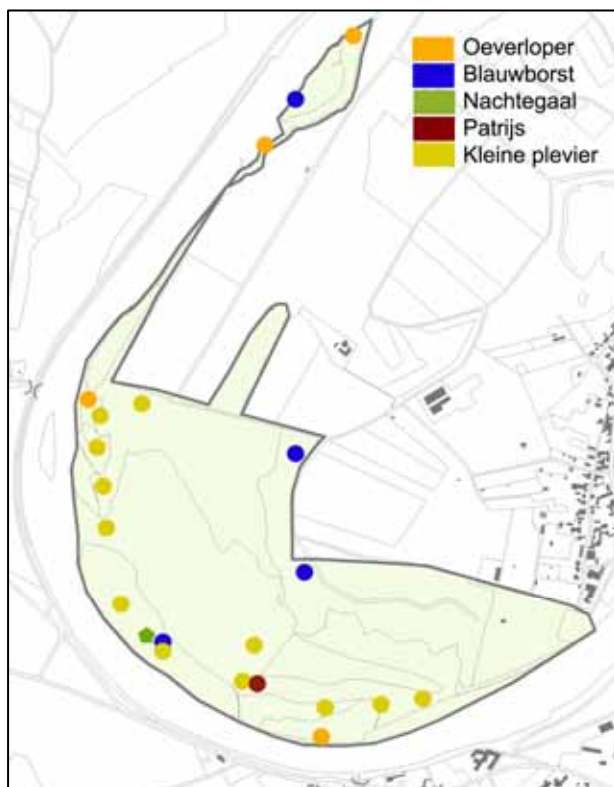 Oeverloper
Blauwborst
Nachtegaal
Patrijs
Kleine plevier